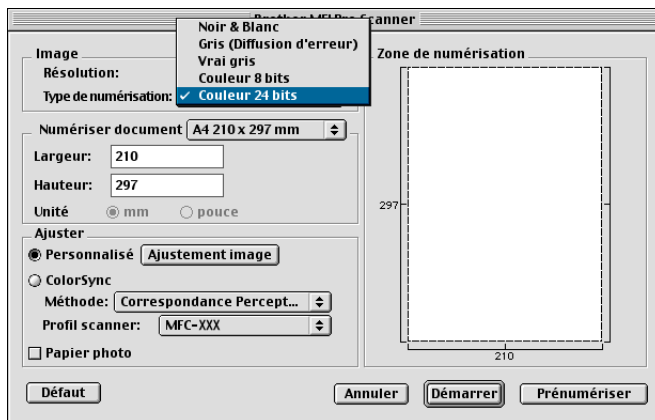 Brother MFLPro Scanner
Noir & Blanc
Gris (Diffusion d'erreur)
Vrai gris
Couleur 8 bits
✓ Couleur 24 bits
Image
Résolution:
Type de numérisation:
Numériser document A4 210 x 297 mm
Largeur: 210
Hauteur: 297
Unité mm pouce
Ajuster
Personnalisé Ajustement image
ColorSync
Méthode: Correspondance Percept...
Profil scanner: MFC-XXX
Papier photo
Zone de numérisation
297
210
Défaut
Annuler
Démarrer
Prénumériser